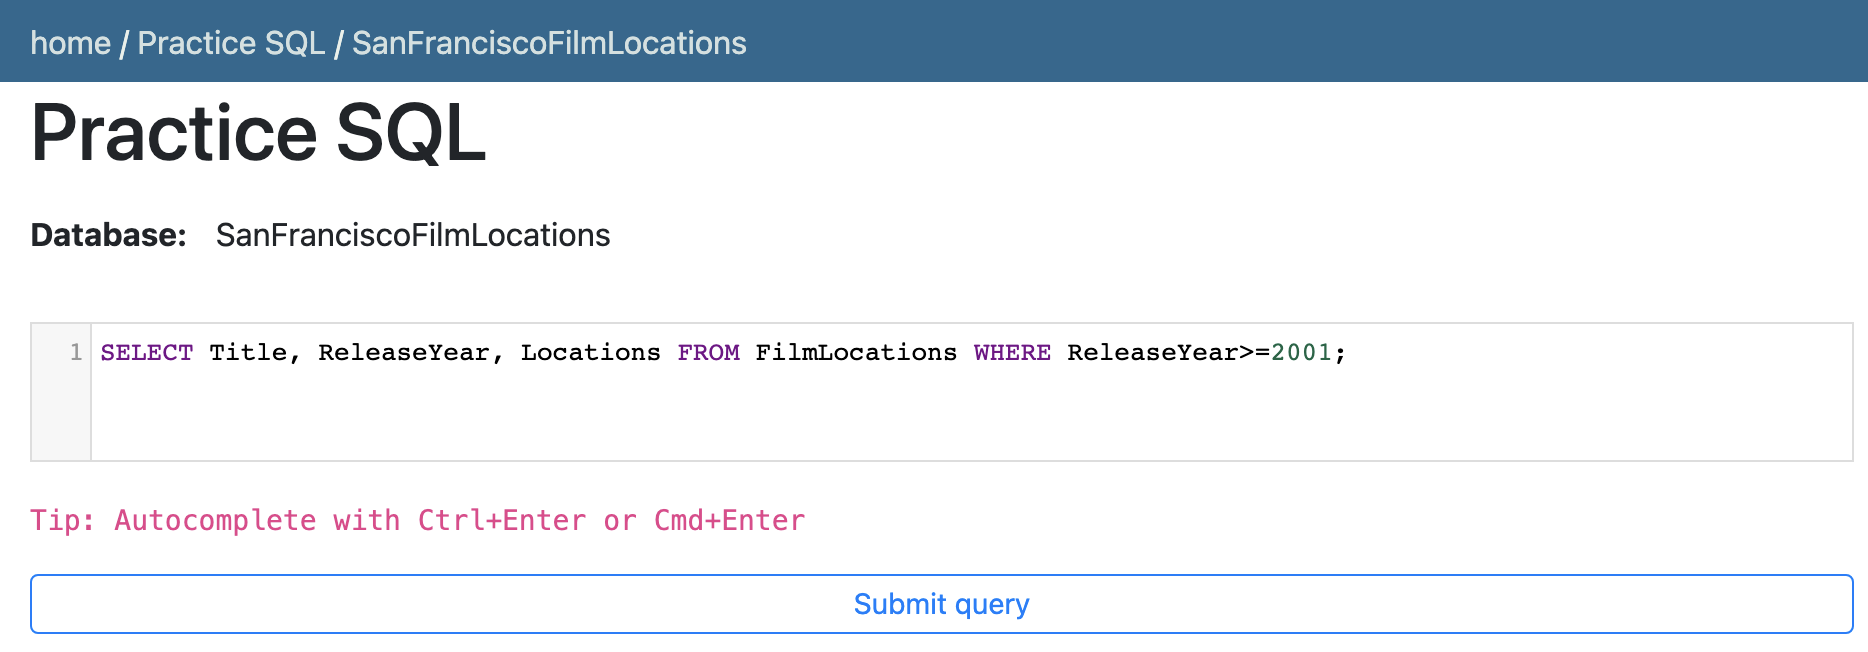 home / Practice SQL / SanFranciscoFilmLocations
Practice SQL
Database: SanFranciscoFilmLocations
1 SELECT Title, ReleaseYear, Locations FROM FilmLocations WHERE ReleaseYear>=2001;
Tip: Autocomplete with Ctrl+Enter or Cmd+Enter
Submit query